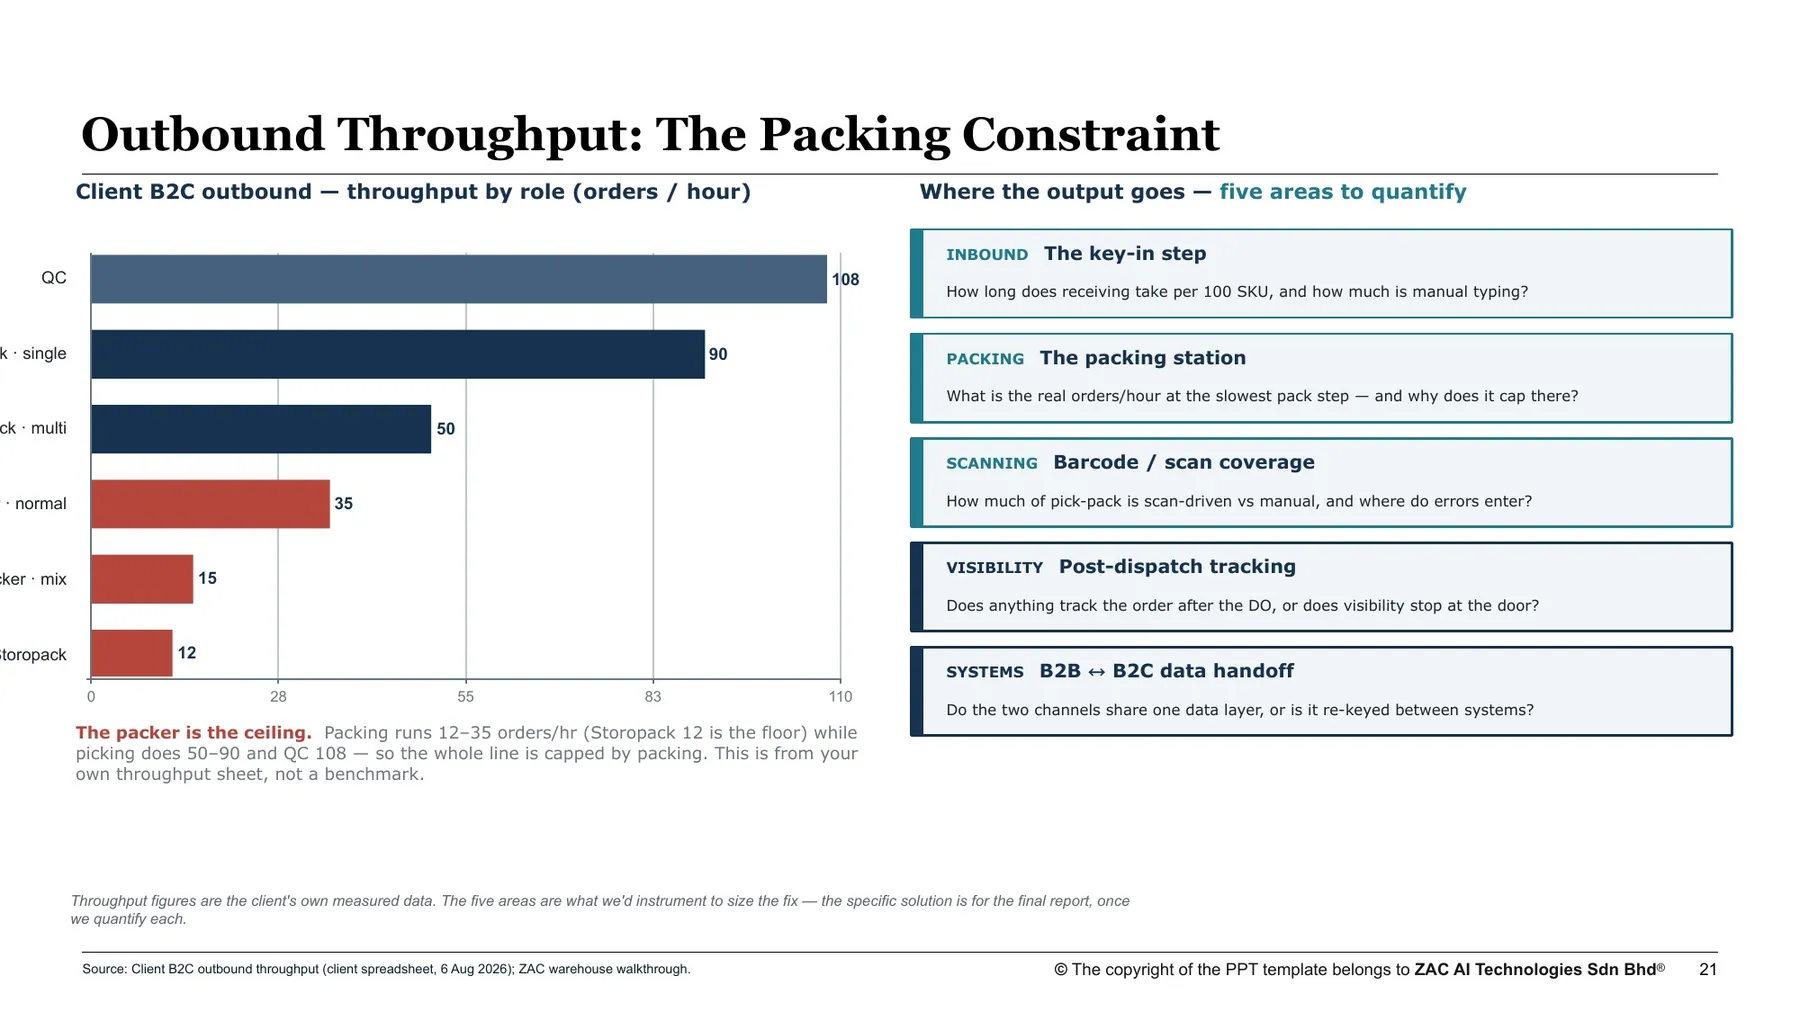 Outbound Throughput: The Packing Constraint
Client B2C outbound — throughput by role (orders / hour)
QC
108
k · single
90
ck · multi
50
· normal
35
cker · mix
15
Storopack
12
0
28
55
83
110
The packer is the ceiling. Packing runs 12–35 orders/hr (Storopack 12 is the floor) while
picking does 50–90 and QC 108 — so the whole line is capped by packing. This is from your
own throughput sheet, not a benchmark.
Where the output goes — five areas to quantify
INBOUND The key-in step
How long does receiving take per 100 SKU, and how much is manual typing?
PACKING The packing station
What is the real orders/hour at the slowest pack step — and why does it cap there?
SCANNING Barcode / scan coverage
How much of pick-pack is scan-driven vs manual, and where do errors enter?
VISIBILITY Post-dispatch tracking
Does anything track the order after the DO, or does visibility stop at the door?
SYSTEMS B2B ↔ B2C data handoff
Do the two channels share one data layer, or is it re-keyed between systems?
Throughput figures are the client's own measured data. The five areas are what we'd instrument to size the fix — the specific solution is for the final report, once
we quantify each.
Source: Client B2C outbound throughput (client spreadsheet, 6 Aug 2026); ZAC warehouse walkthrough.
© The copyright of the PPT template belongs to ZAC AI Technologies Sdn Bhd®
21